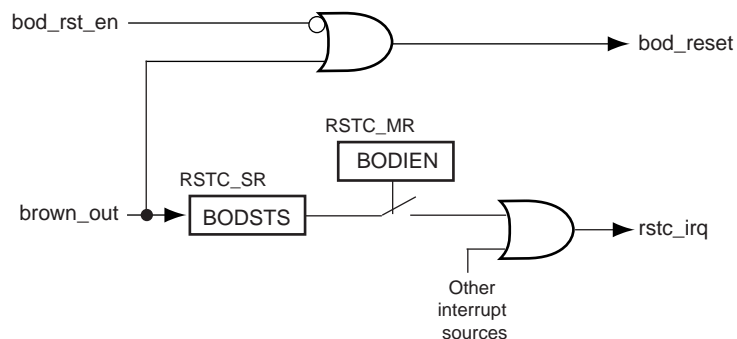 bod_rst_en
bod_reset
RSTC_MR
BODIEN
RSTC_SR
brown_out
BODSTS
rstc_irq
Other
interrupt
sources